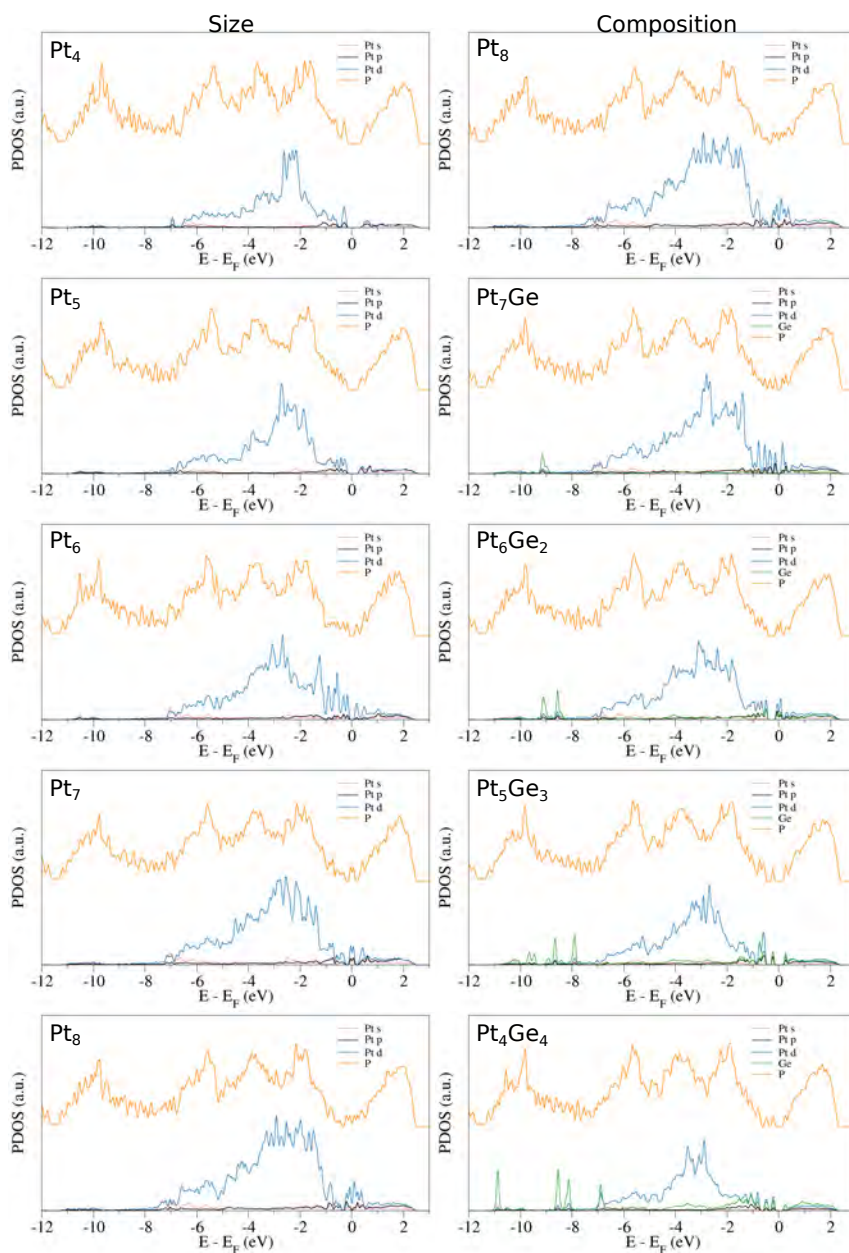 Size
Composition
Pt4
Pt s
Pt p
Pt d
P
PDOS (a.u.)
-12 -10 -8 -6 -4 -2 0 2
E - EF (eV)
Pt8
Pt s
Pt p
Pt d
P
PDOS (a.u.)
-12 -10 -8 -6 -4 -2 0 2
E - EF (eV)
Pt5
Pt s
Pt p
Pt d
P
PDOS (a.u.)
-12 -10 -8 -6 -4 -2 0 2
E - EF (eV)
Pt7Ge
Pt s
Pt p
Pt d
Ge
P
PDOS (a.u.)
-12 -10 -8 -6 -4 -2 0 2
E - EF (eV)
Pt6
Pt s
Pt p
Pt d
P
PDOS (a.u.)
-12 -10 -8 -6 -4 -2 0 2
E - EF (eV)
Pt6Ge2
Pt s
Pt p
Pt d
Ge
P
PDOS (a.u.)
-12 -10 -8 -6 -4 -2 0 2
E - EF (eV)
Pt7
Pt s
Pt p
Pt d
P
PDOS (a.u.)
-12 -10 -8 -6 -4 -2 0 2
E - EF (eV)
Pt5Ge3
Pt s
Pt p
Pt d
Ge
P
PDOS (a.u.)
-12 -10 -8 -6 -4 -2 0 2
E - EF (eV)
Pt8
Pt s
Pt p
Pt d
P
PDOS (a.u.)
-12 -10 -8 -6 -4 -2 0 2
E - EF (eV)
Pt4Ge4
Pt s
Pt p
Pt d
Ge
P
PDOS (a.u.)
-12 -10 -8 -6 -4 -2 0 2
E - EF (eV)